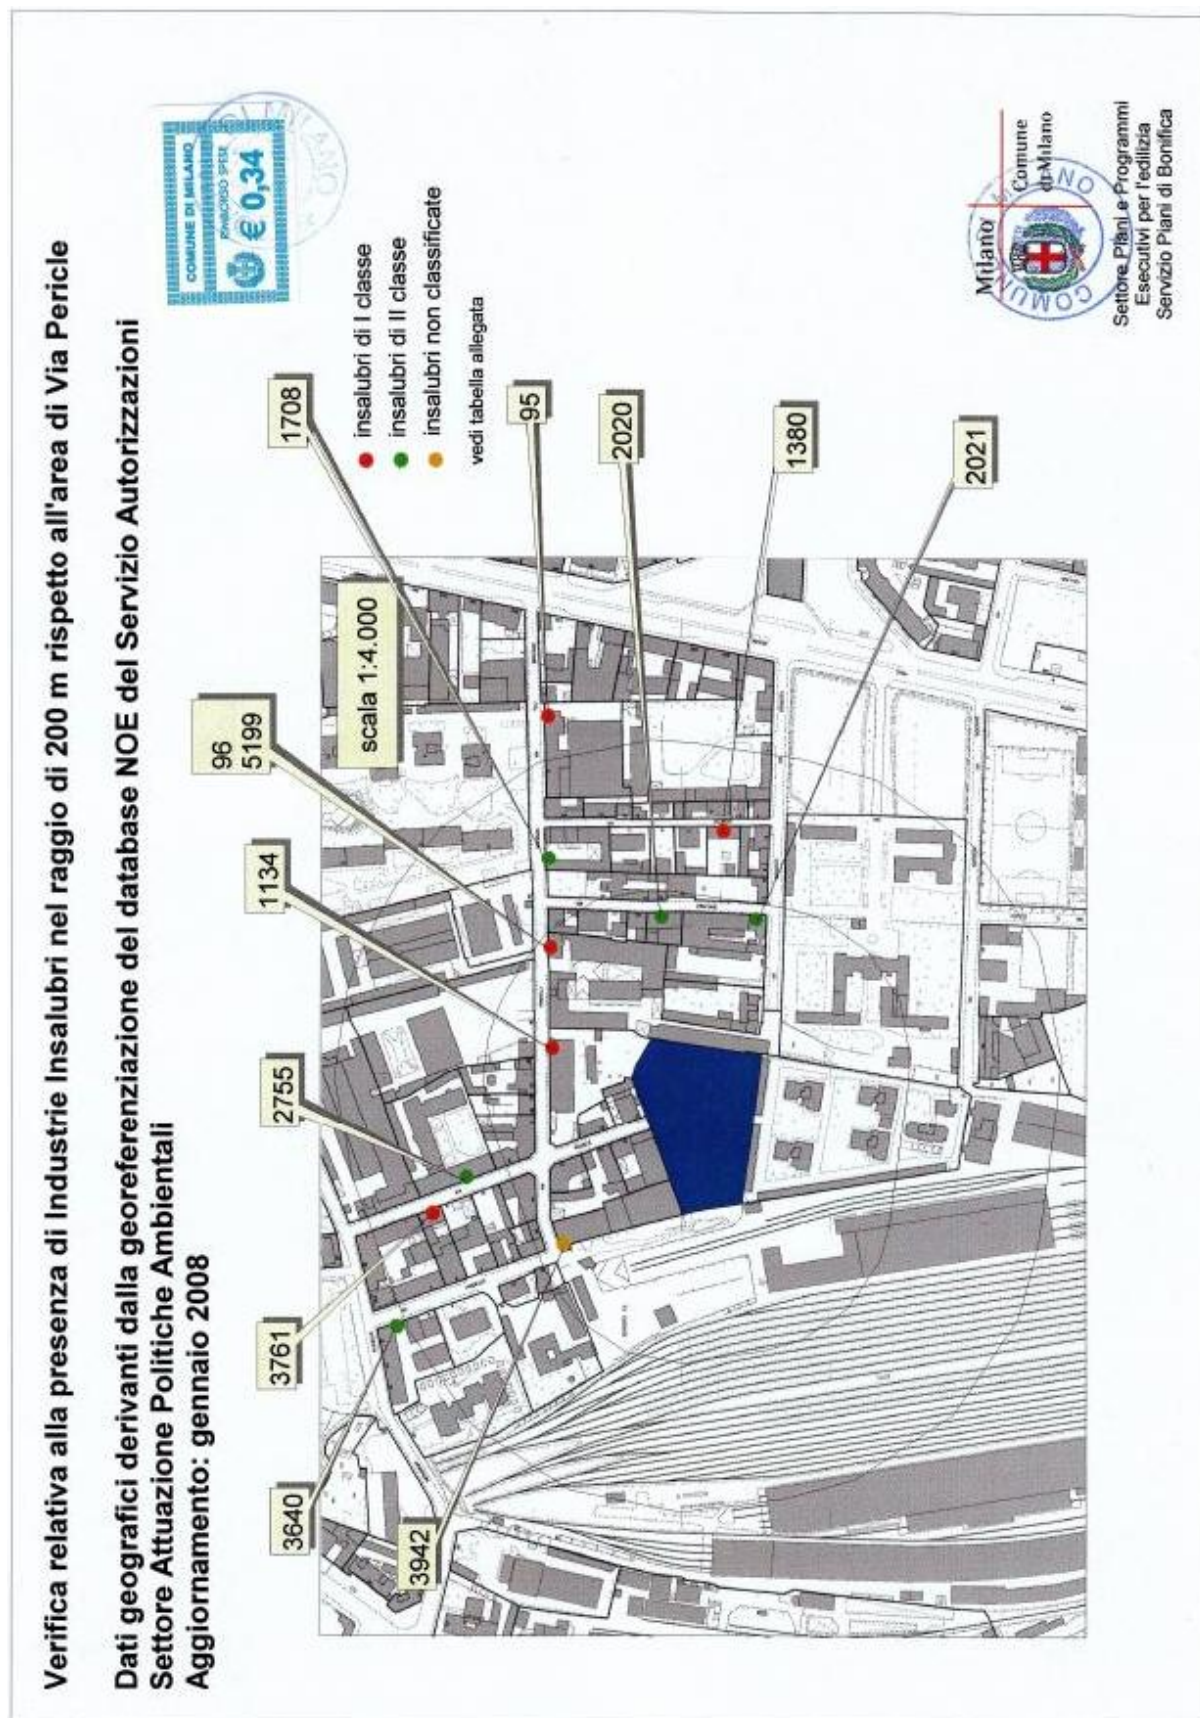 Verifica relativa alla presenza di Industrie Insalubri nel raggio di 200 m rispetto all'area di Via Pericle
Dati geografici derivanti dalla georeferenziazione del database NOE del Servizio Autorizzazioni
Settore Attuazione Politiche Ambientali
Aggiornamento: gennaio 2008
COMUNE DI MILANO
RIMBORSO SPESE
€ 0,34
3640
3761
2755
1134
96
5199
1708
scala 1:4.000
insalubri di I classe
insalubri di II classe
insalubri non classificate
vedi tabella allegata
3942
95
2020
1380
2021
Milano
Comune
di Milano
COMUNE
MILANO
Settore Piani e Programmi
Esecutivi per l'edilizia
Servizio Piani di Bonifica